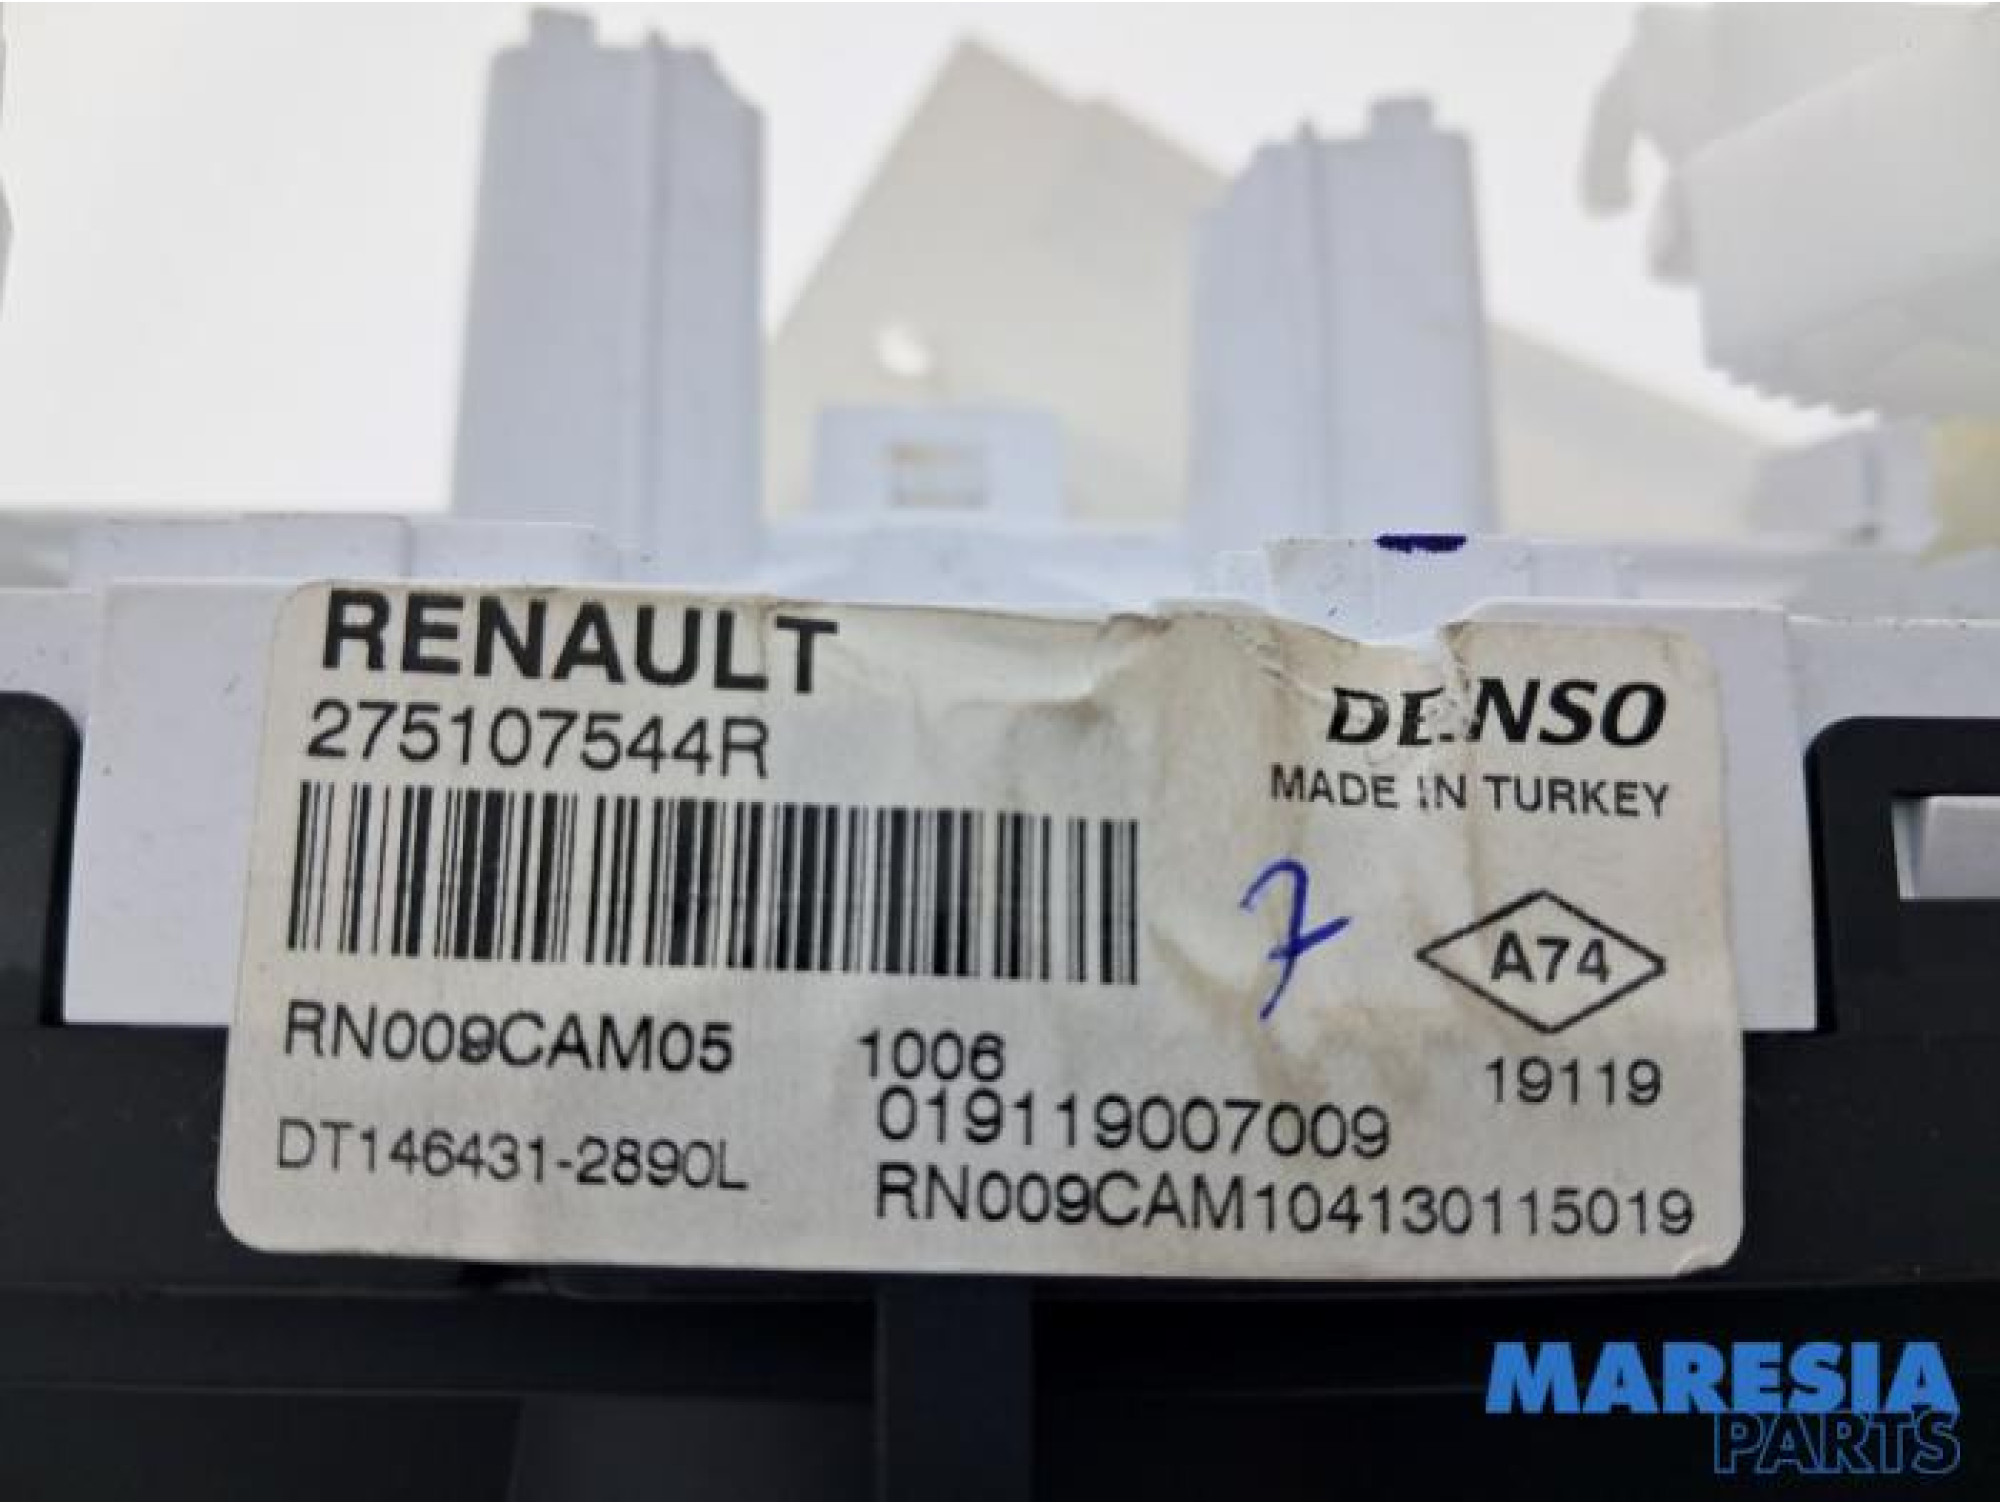 RENAULT
275107544R
DENSO
MADE IN TURKEY
7
A74
19119
RN009CAM05
1006
019119007009
DT146431-2890L
RN009CAM104130115019
MARESIA
PARTS